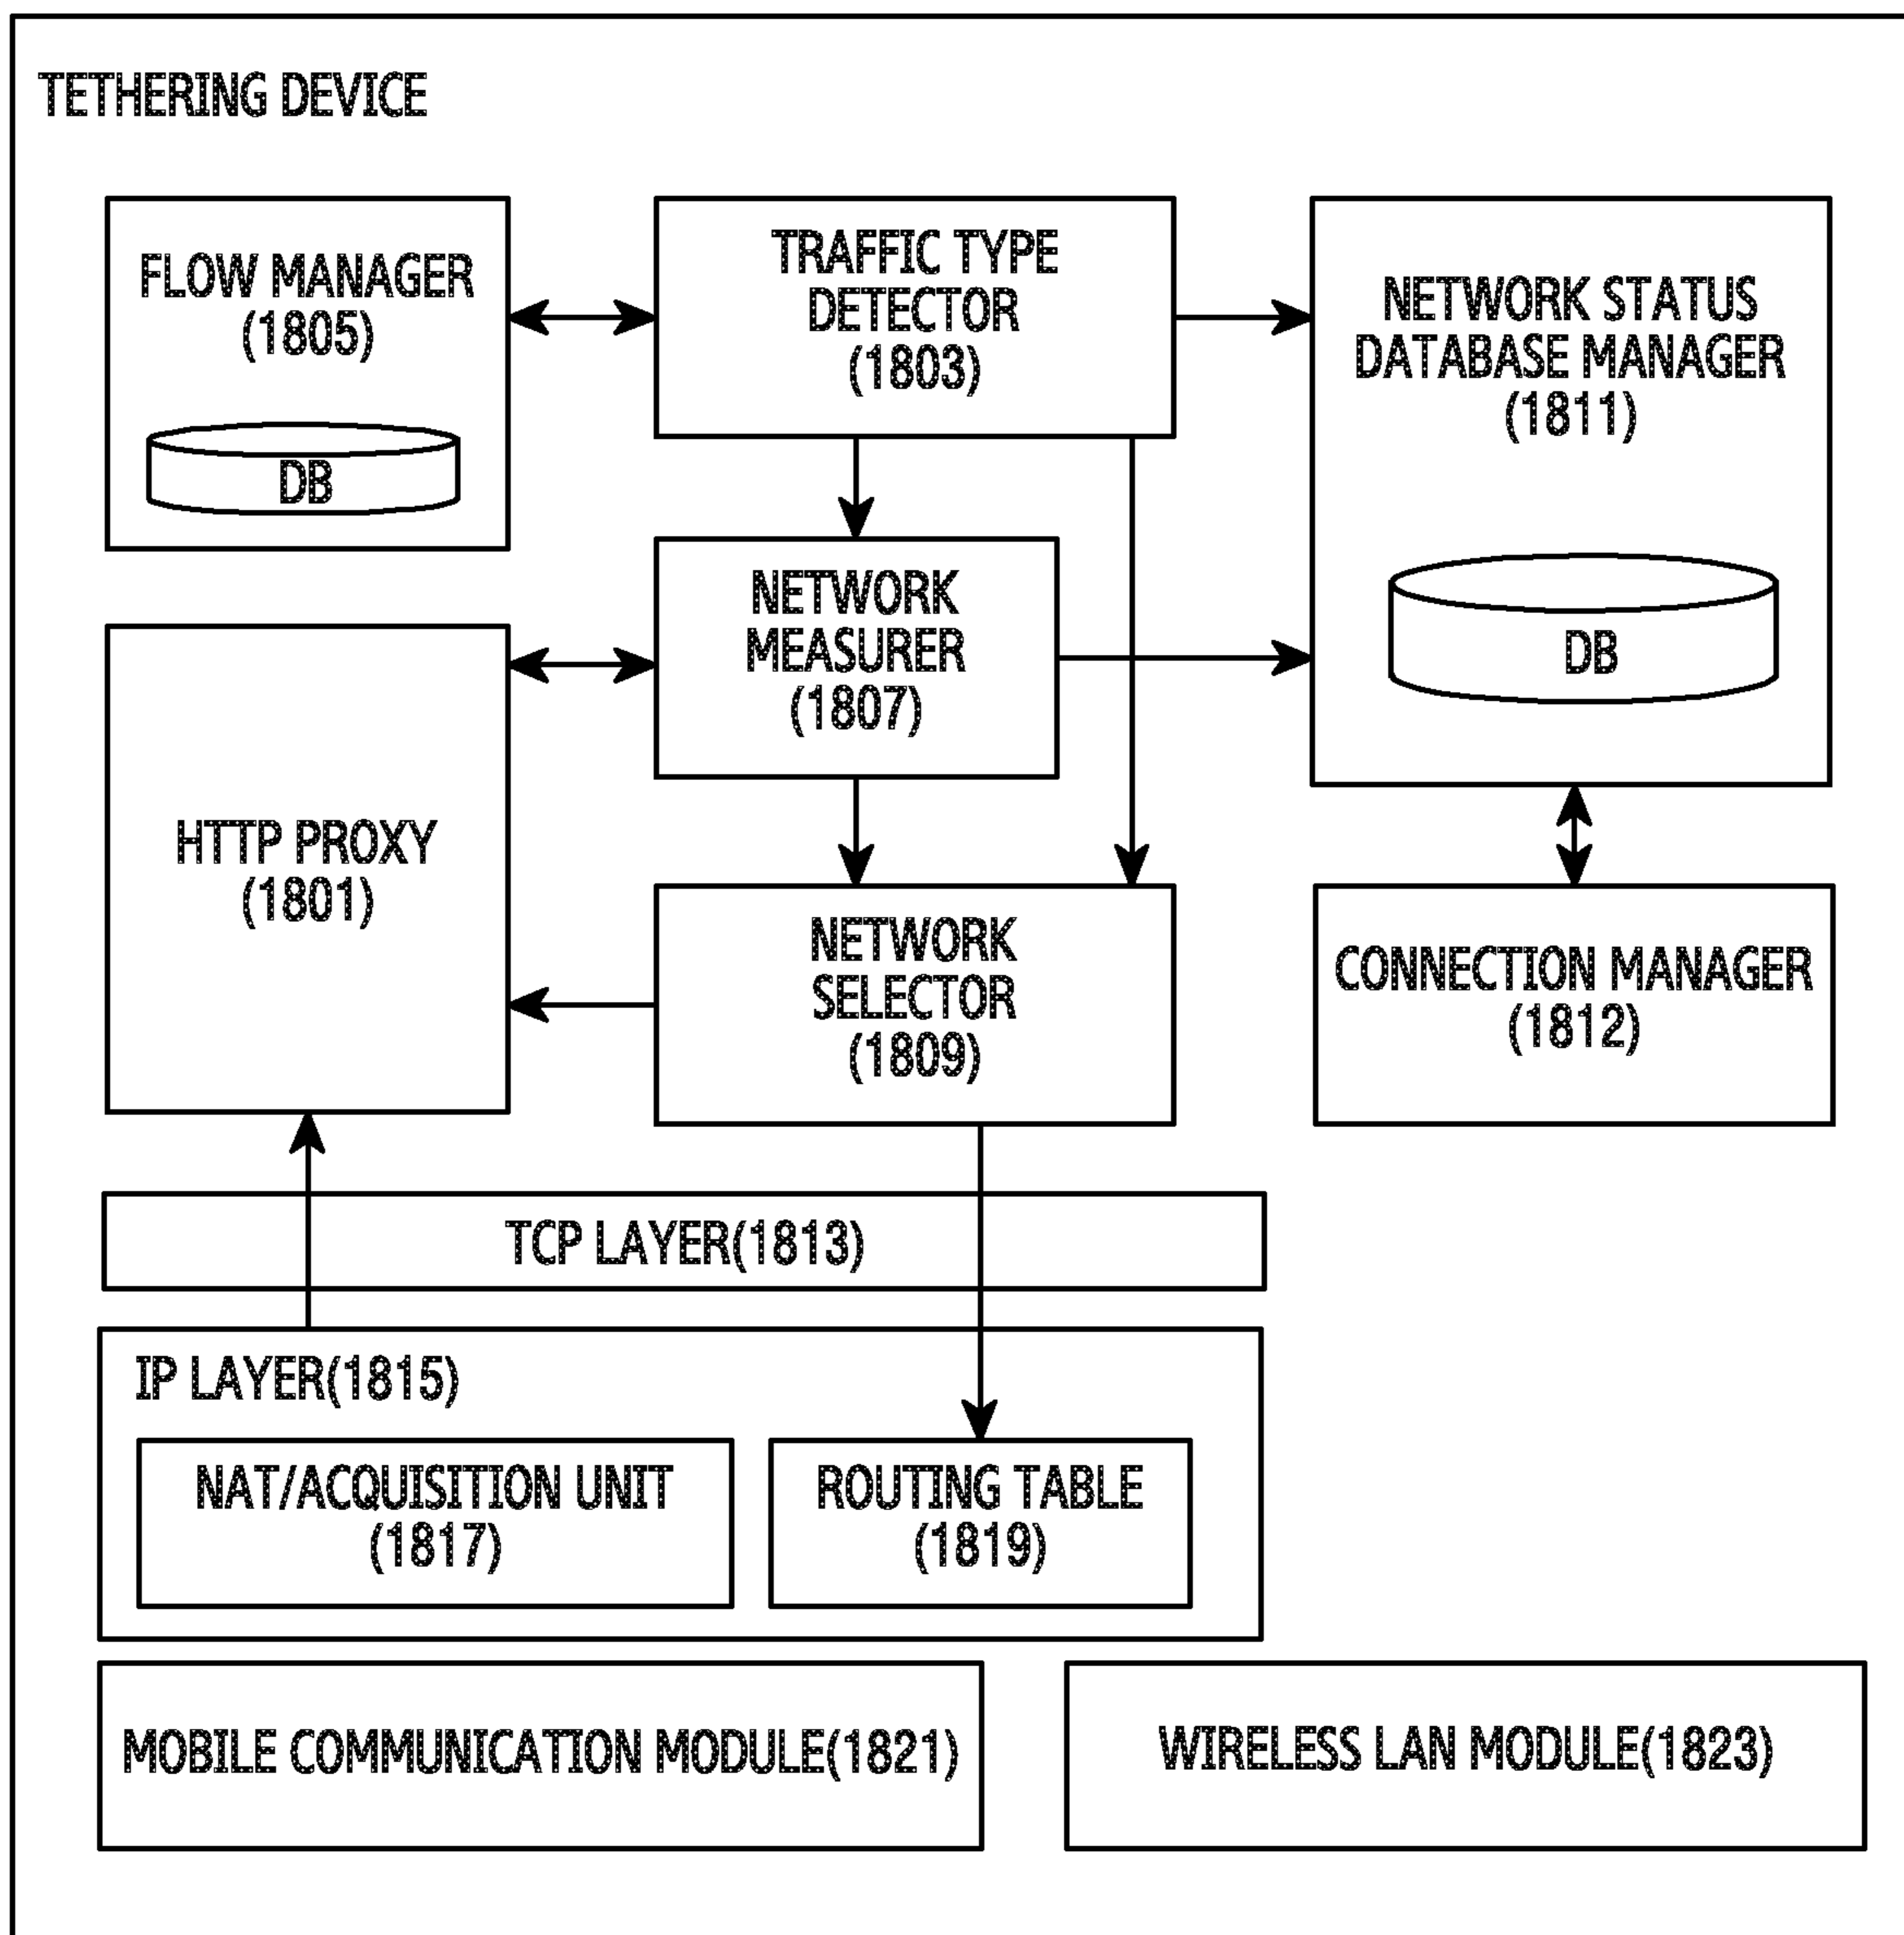 TETHERING DEVICE
FLOW MANAGER
(1805)
DB
TRAFFIC TYPE
DETECTOR
(1803)
NETWORK STATUS
DATABASE MANAGER
(1811)
DB
NETWORK
MEASURER
(1807)
HTTP PROXY
(1801)
NETWORK
SELECTOR
(1809)
CONNECTION MANAGER
(1812)
TCP LAYER(1813)
IP LAYER(1815)
NAT/ACQUISITION UNIT
(1817)
ROUTING TABLE
(1819)
MOBILE COMMUNICATION MODULE(1821)
WIRELESS LAN MODULE(1823)